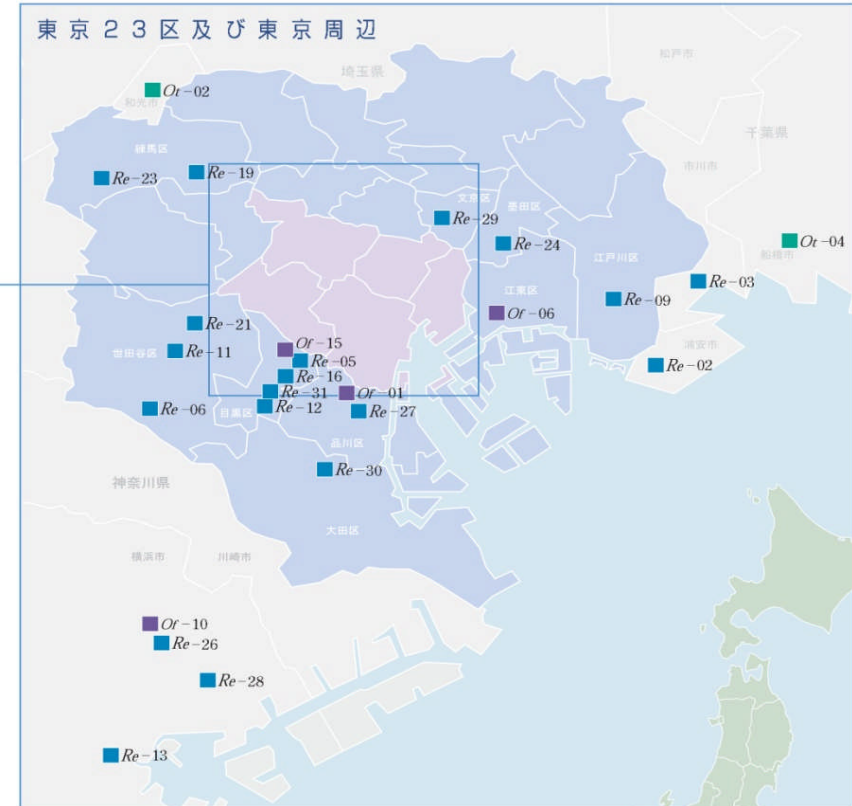 東京23区及び東京周辺
松戸市
埼玉県
Ot-02
和光市
千葉県
練馬区
市川市
Re-19
Re-23
文京区
墨田区
Re-29
Ot-04
Re-24
船橋市
江戸川区
Re-03
江東区
Re-09
Of-06
Re-21
浦安市
Of-15
世田谷区
Re-11
Re-05
Re-02
Re-16
Re-31
Of-01
Re-06
目黒区
Re-12
Re-27
品川区
Re-30
神奈川県
大田区
横浜市
川崎市
Of-10
Re-26
Re-28
Re-13